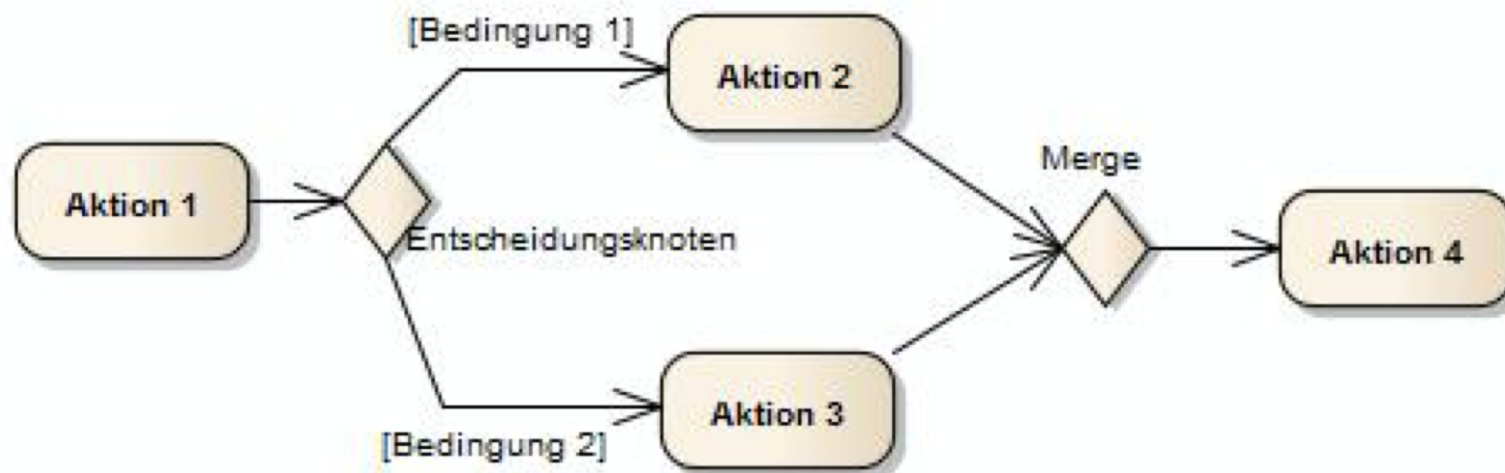 [Bedingung 1]
Aktion 2
Aktion 1
Merge
Entscheidungsknoten
Aktion 4
Aktion 3
[Bedingung 2]